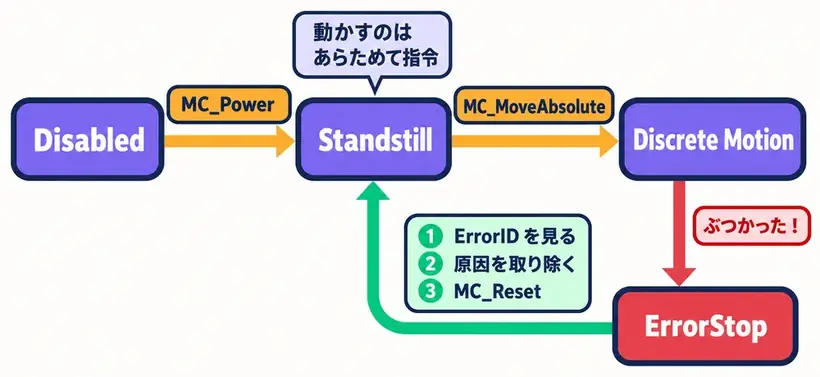 動かすのは
あらためて指令
MC_Power
MC_MoveAbsolute
Disabled
Standstill
Discrete Motion
ぶつかった！
1 ErrorID を見る
2 原因を取り除く
3 MC_Reset
ErrorStop